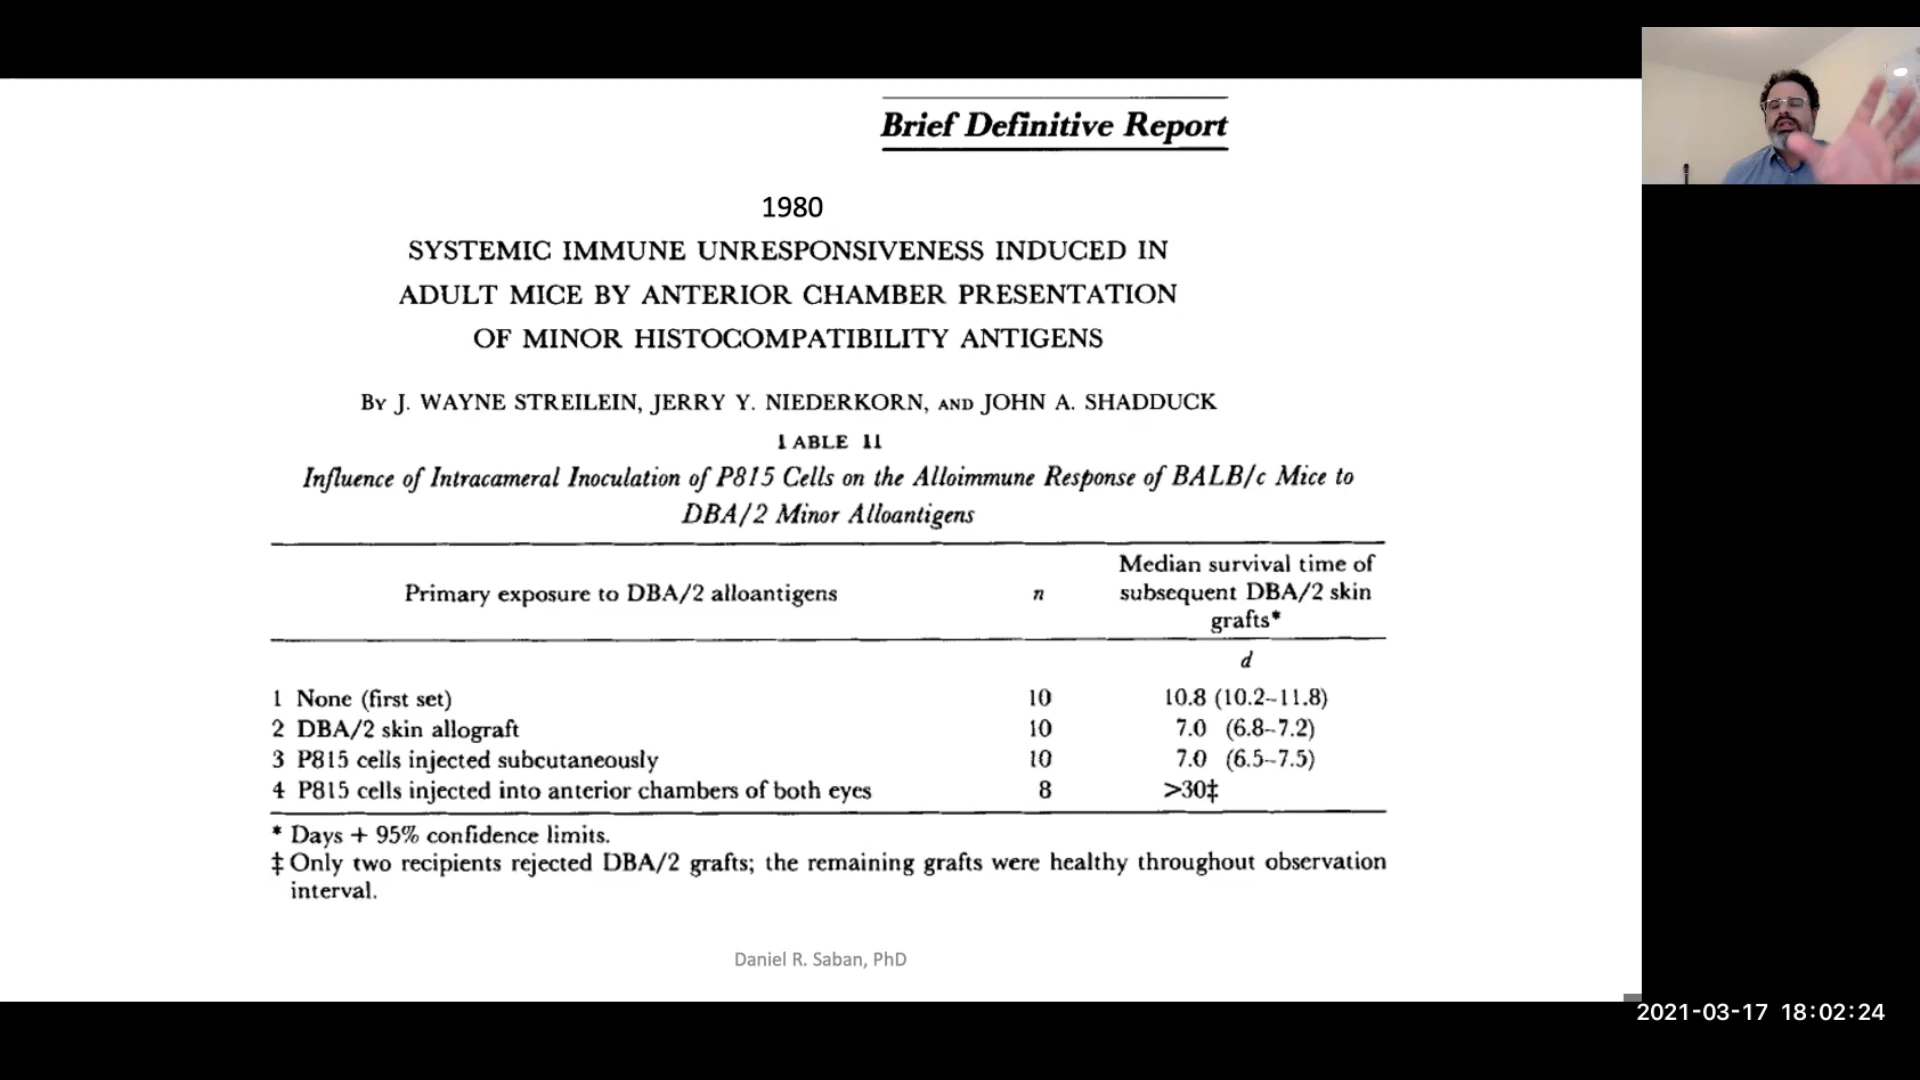 Brief Definitive Report
1980
SYSTEMIC IMMUNE UNRESPONSIVENESS INDUCED IN
ADULT MICE BY ANTERIOR CHAMBER PRESENTATION
OF MINOR HISTOCOMPATIBILITY ANTIGENS
By J. WAYNE STREILEIN, JERRY Y. NIEDERKORN, AND JOHN A. SHADDUCK
TABLE II
Influence of Intracameral Inoculation of P815 Cells on the Alloimmune Response of BALB/c Mice to
DBA/2 Minor Alloantigens
Primary exposure to DBA/2 alloantigens n Median survival time of
subsequent DBA/2 skin
grafts*
d
1 None (first set) 10 10.8 (10.2–11.8)
2 DBA/2 skin allograft 10 7.0 (6.8–7.2)
3 P815 cells injected subcutaneously 10 7.0 (6.5–7.5)
4 P815 cells injected into anterior chambers of both eyes 8 >30‡
* Days + 95% confidence limits.
‡ Only two recipients rejected DBA/2 grafts; the remaining grafts were healthy throughout observation
interval.
Daniel R. Saban, PhD
2021-03-17 18:02:24